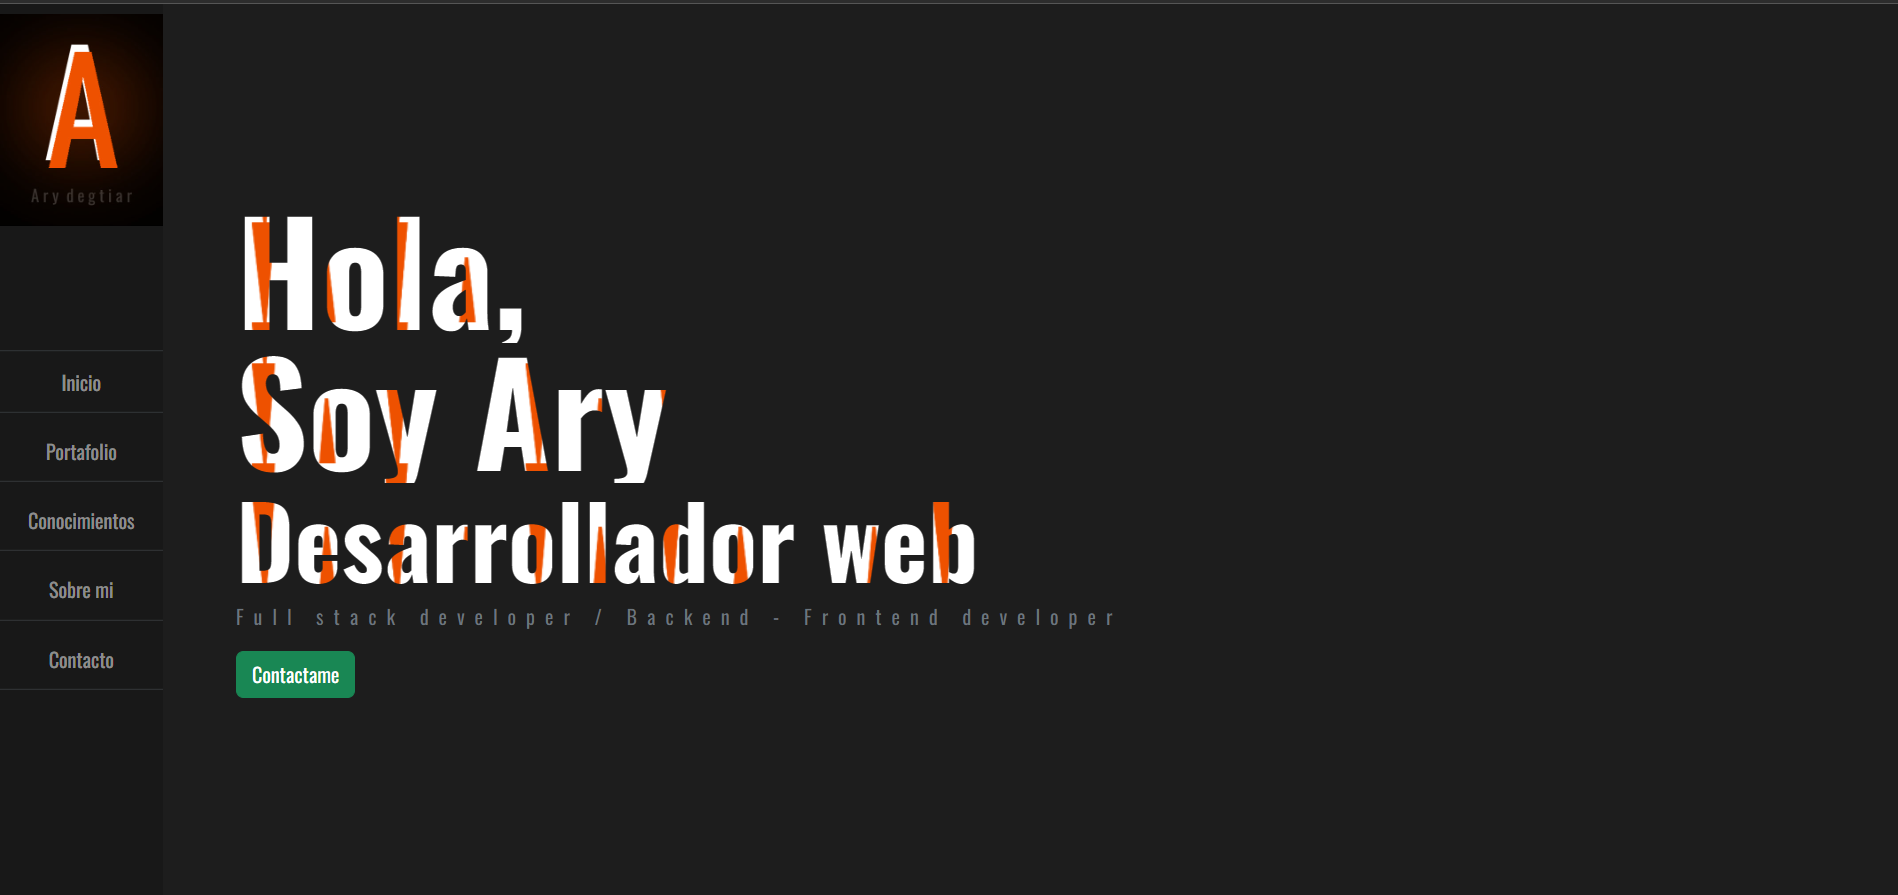 A
Ary degtiar
Inicio
Portafolio
Conocimientos
Sobre mi
Contacto
Hola,
Soy Ary
Desarrollador web
Full stack developer / Backend - Frontend developer
Contactame